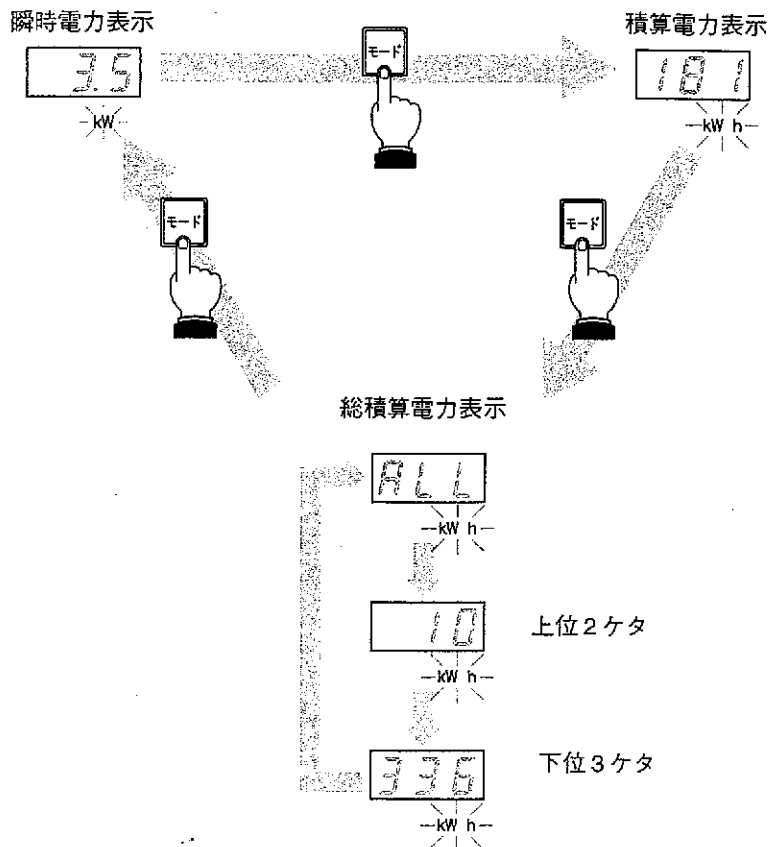 瞬時電力表示
3.5
kW
モード
積算電力表示
181
kW h
モード
モード
総積算電力表示
ALL
kW h
10
上位2ケタ
kW h
336
下位3ケタ
kW h